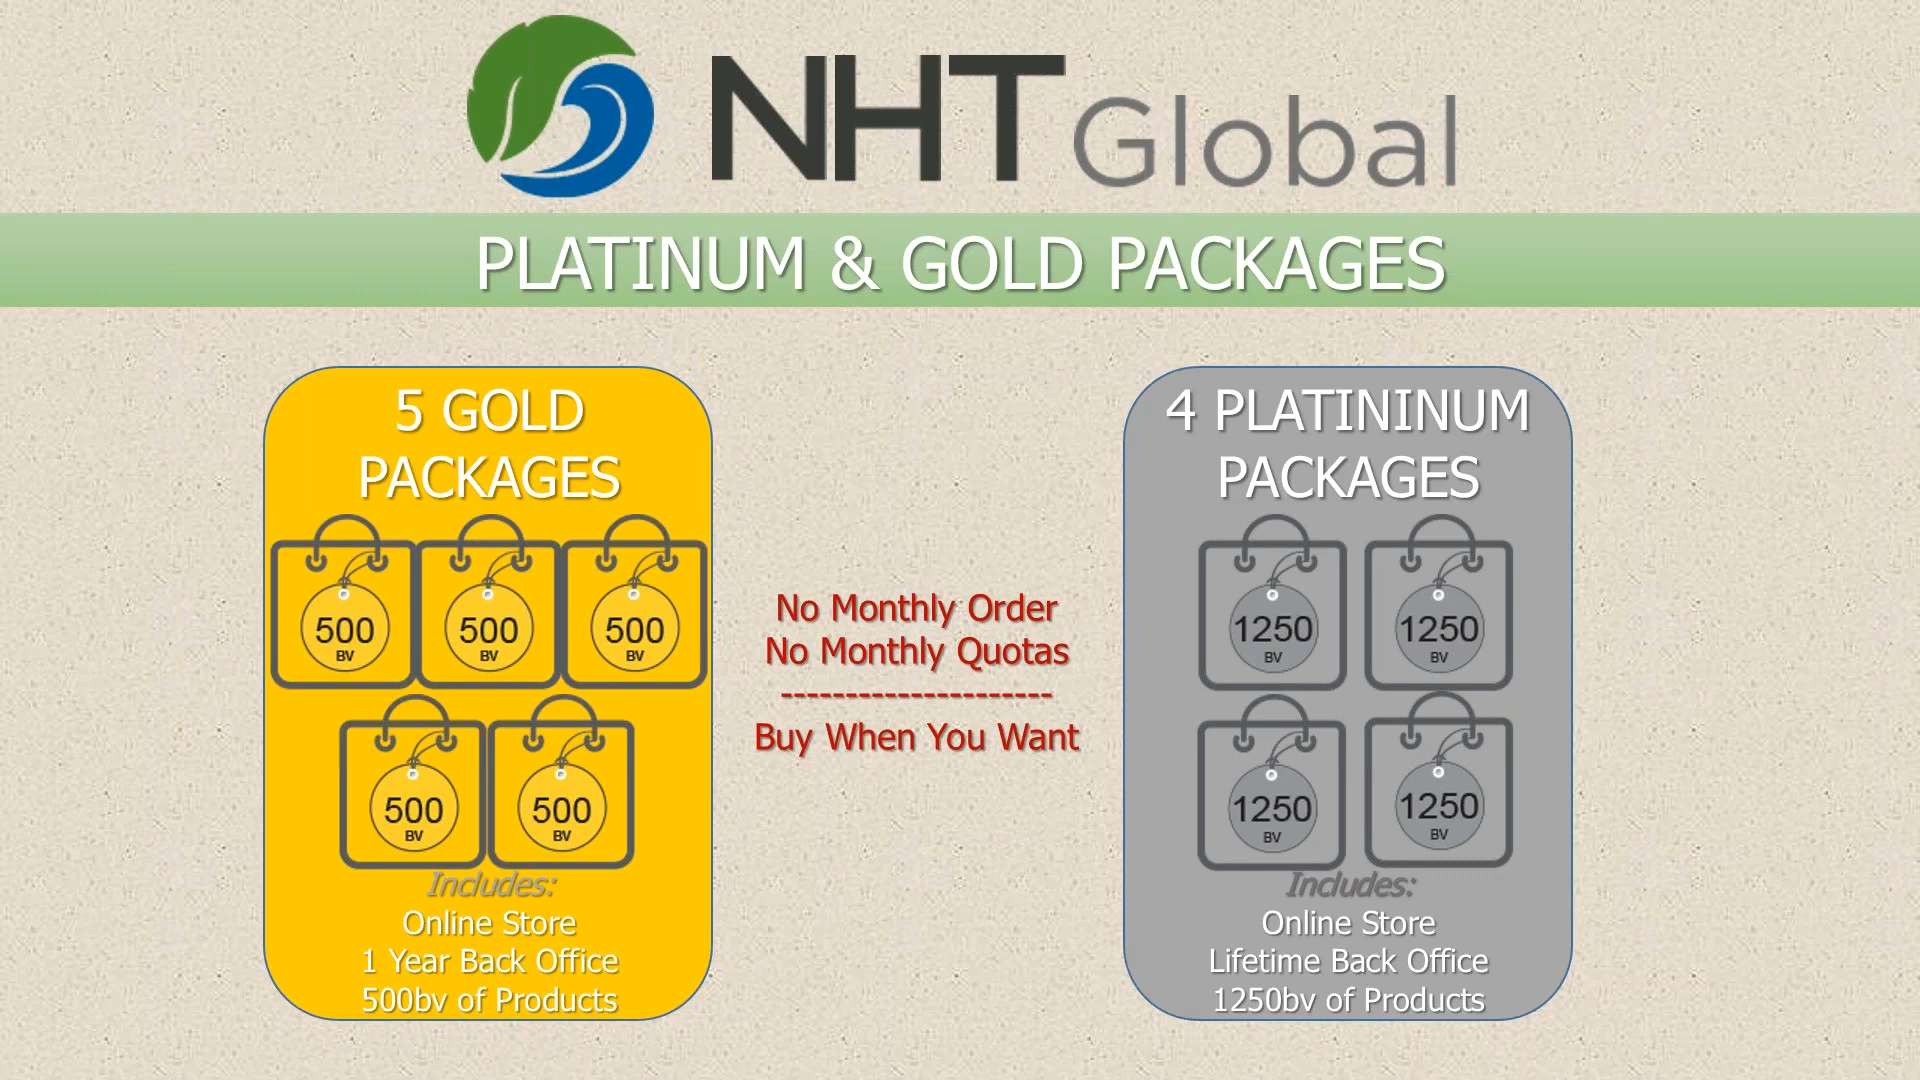 NHT Global
PLATINUM & GOLD PACKAGES
5 GOLD
PACKAGES
500
BV
500
BV
500
BV
500
BV
500
BV
Includes:
Online Store
1 Year Back Office
500bv of Products
No Monthly Order
No Monthly Quotas
---------------------
Buy When You Want
4 PLATININUM
PACKAGES
1250
BV
1250
BV
1250
BV
1250
BV
Includes:
Online Store
Lifetime Back Office
1250bv of Products